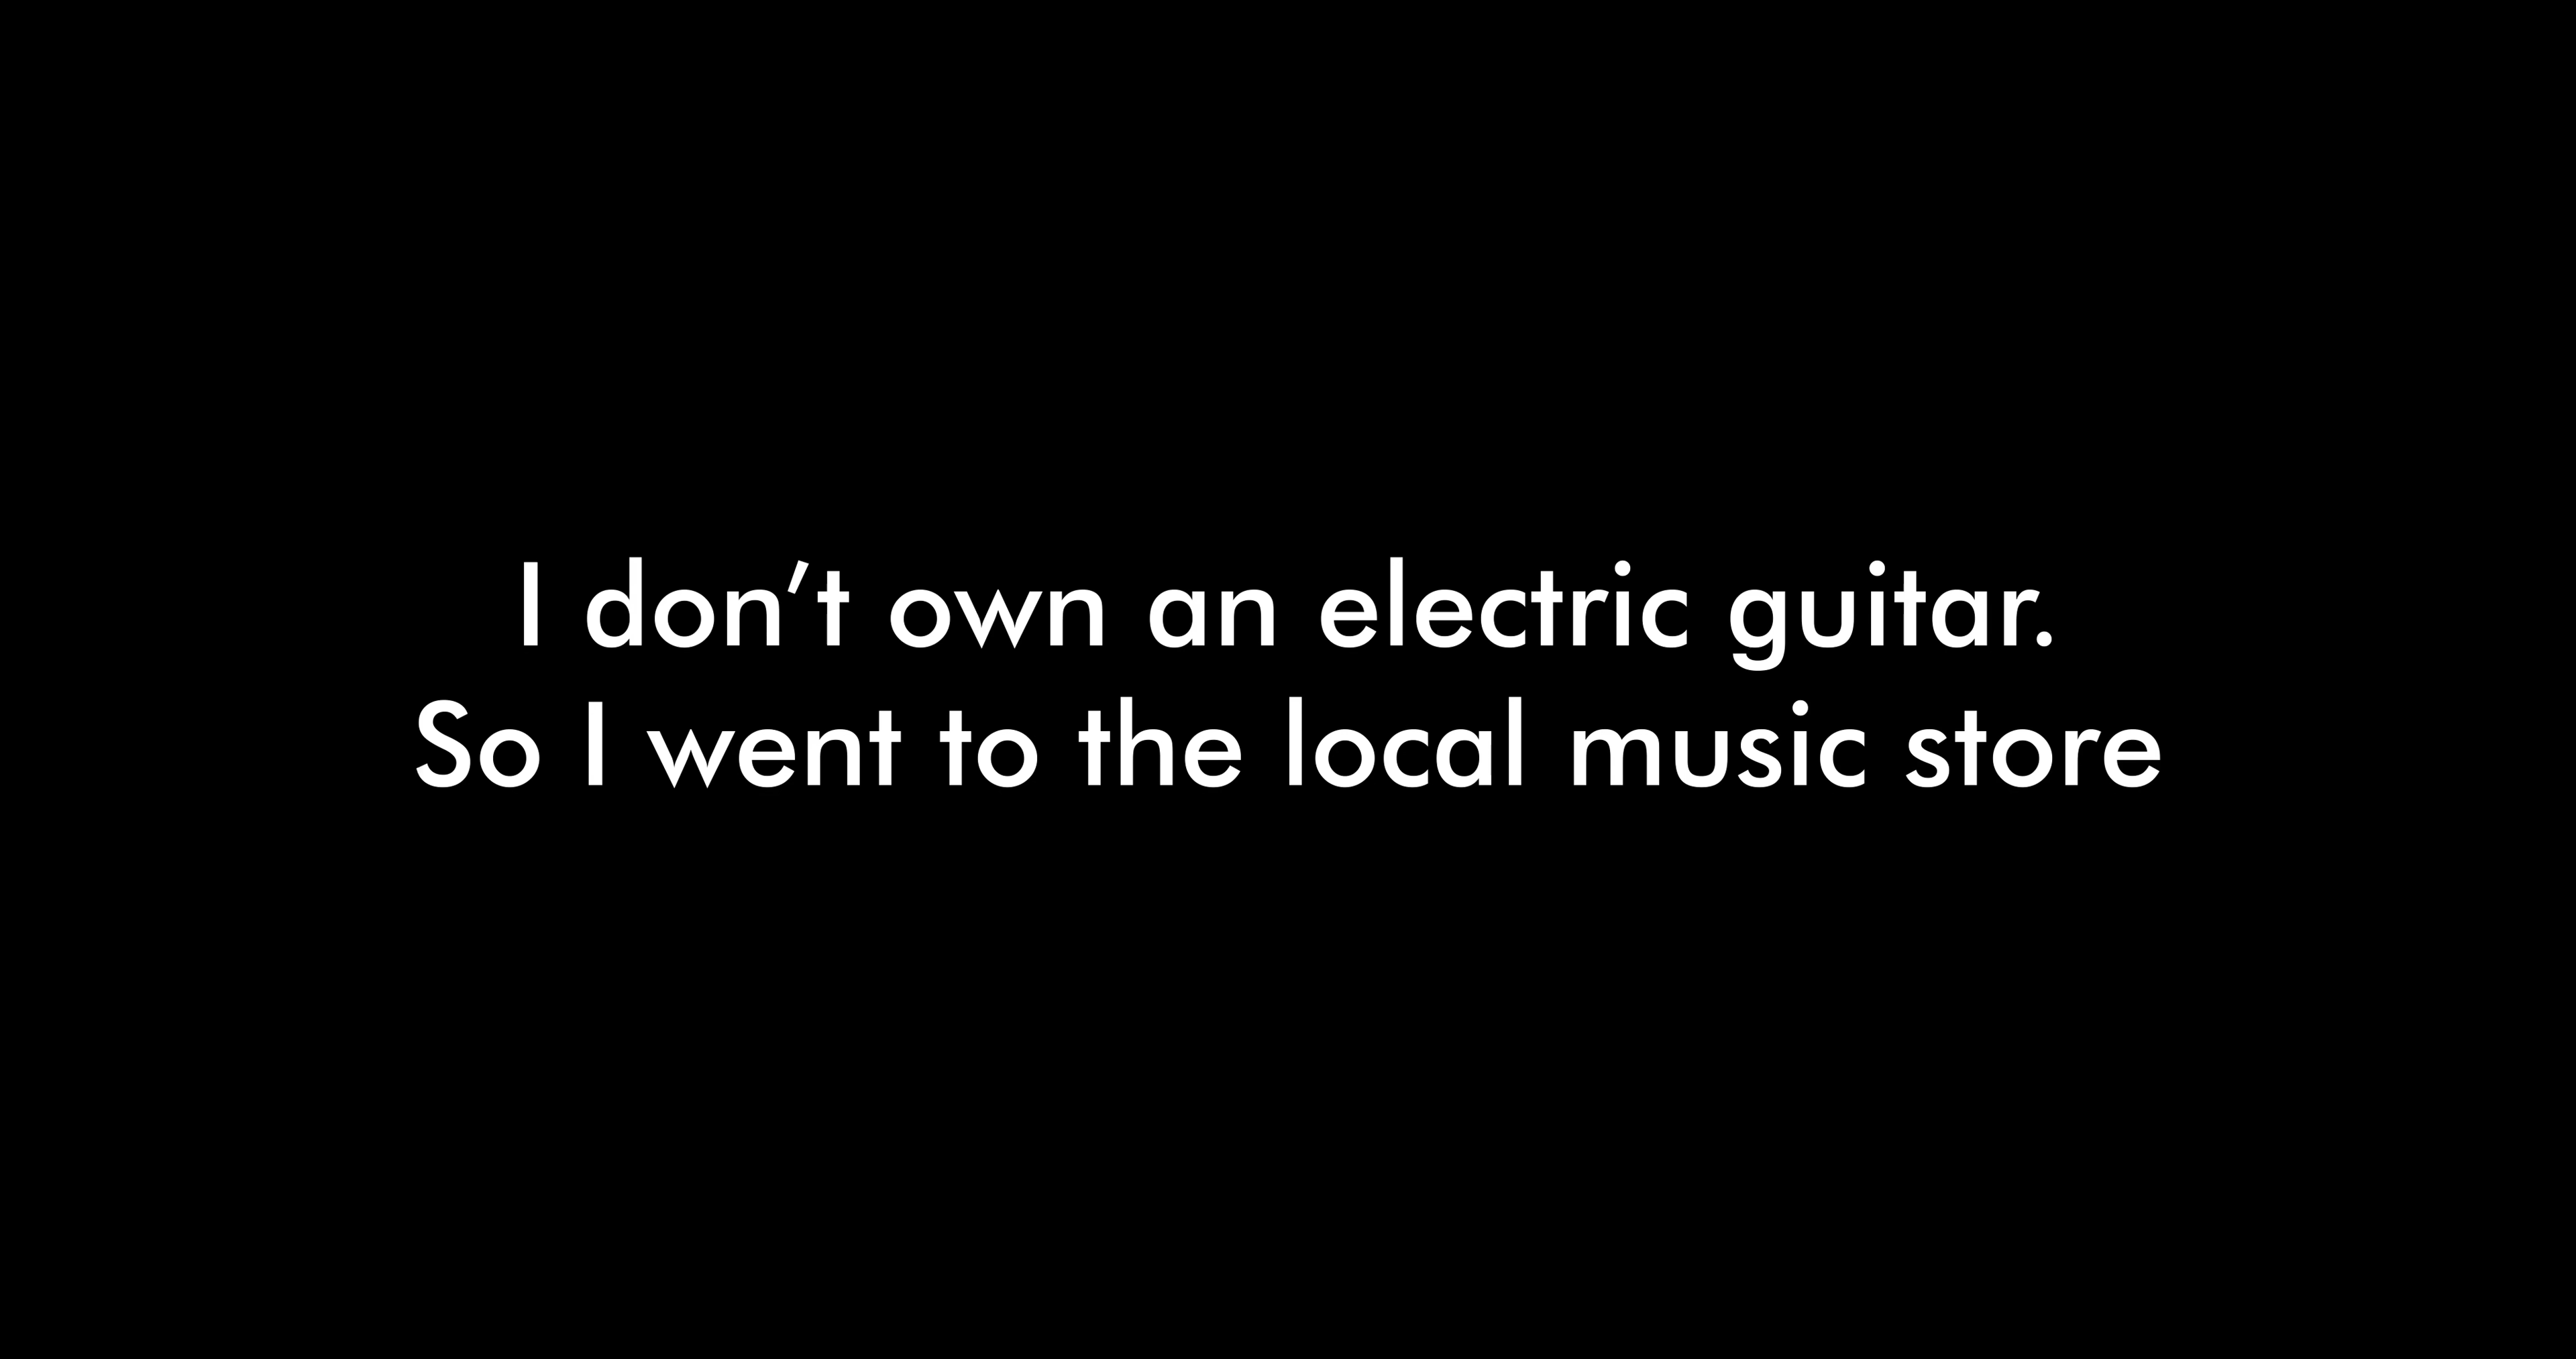 I don’t own an electric guitar.
So I went to the local music store